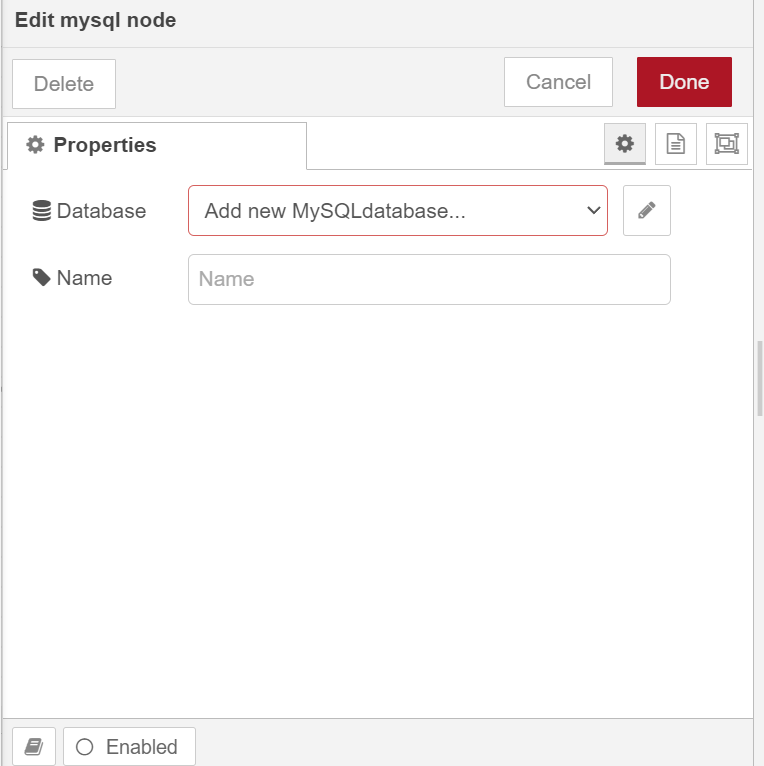 Edit mysql node
Delete
Cancel
Done
Properties
Database
Add new MySQLdatabase...
Name
Name
Enabled